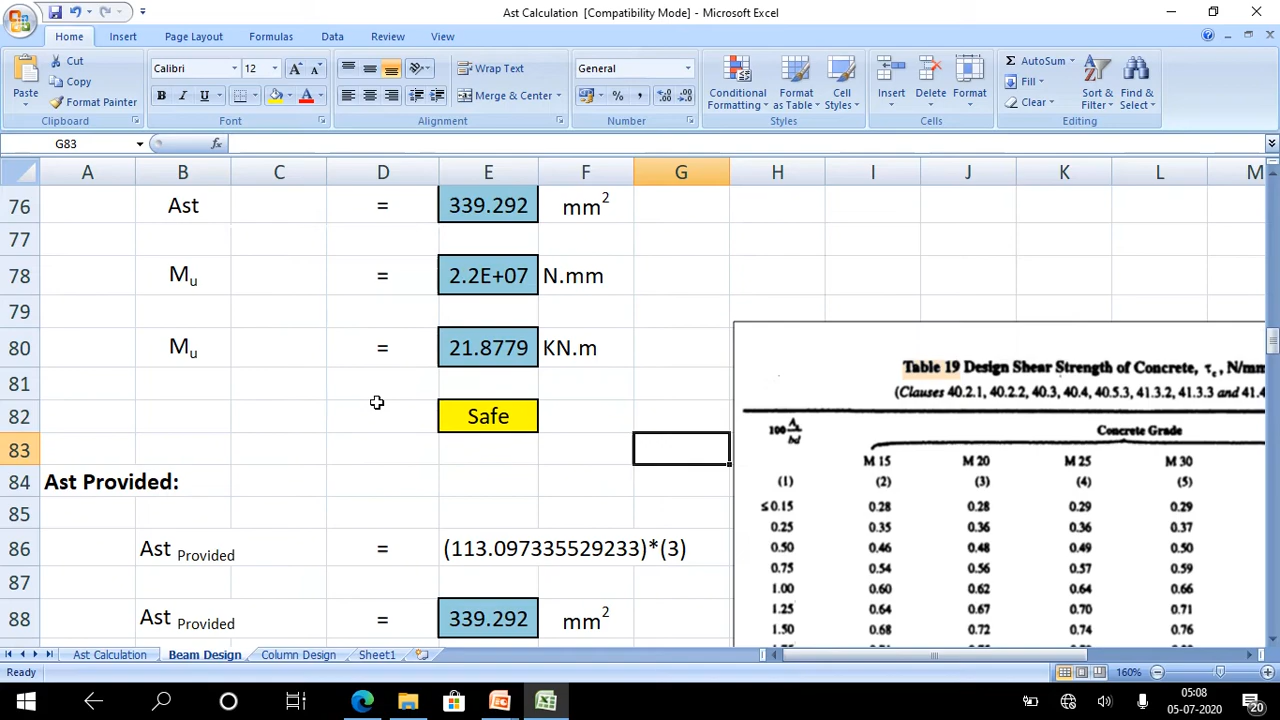 Ast Calculation [Compatibility Mode] - Microsoft Excel
Home Insert Page Layout Formulas Data Review View
Paste
Cut
Copy
Format Painter
Clipboard
Calibri 12
B I U
Font
Wrap Text
Merge & Center
Alignment
General
% ,
Number
Conditional Formatting
Format as Table
Cell Styles
Styles
Insert Delete Format
Cells
AutoSum
Fill
Clear
Sort & Filter
Find & Select
Editing
G83 fx
A B C D E F G H I J K L M
76 Ast = 339.292 mm2
77
78 Mu = 2.2E+07 N.mm
79
80 Mu = 21.8779 KN.m
81
82 Safe
83
84 Ast Provided:
85
86 Ast Provided = (113.097335529233)*(3)
87
88 Ast Provided = 339.292 mm2
Table 19 Design Shear Strength of Concrete, τc, N/mm
(Clauses 40.2.1, 40.2.2, 40.3, 40.4, 40.5.3, 41.3.2, 41.3.3 and 41.4
100 As/bd Concrete Grade
M 15 M 20 M 25 M 30
(1) (2) (3) (4) (5)
≤0.15 0.28 0.28 0.29 0.29
0.25 0.35 0.36 0.36 0.37
0.50 0.46 0.48 0.49 0.50
0.75 0.54 0.56 0.57 0.59
1.00 0.60 0.62 0.64 0.66
1.25 0.64 0.67 0.70 0.71
1.50 0.68 0.72 0.74 0.76
Ast Calculation Beam Design Column Design Sheet1
Ready 160%
05:08
05-07-2020
20